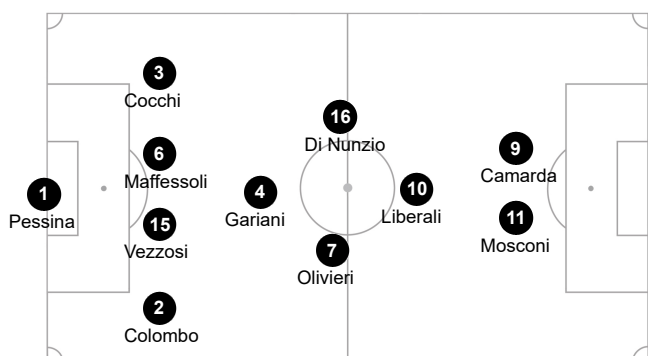 3
Cocchi
16
Di Nunzio
6
Maffessoli
9
Camarda
1
Pessina
4
Gariani
10
Liberali
15
Vezzosi
11
Mosconi
7
Olivieri
2
Colombo